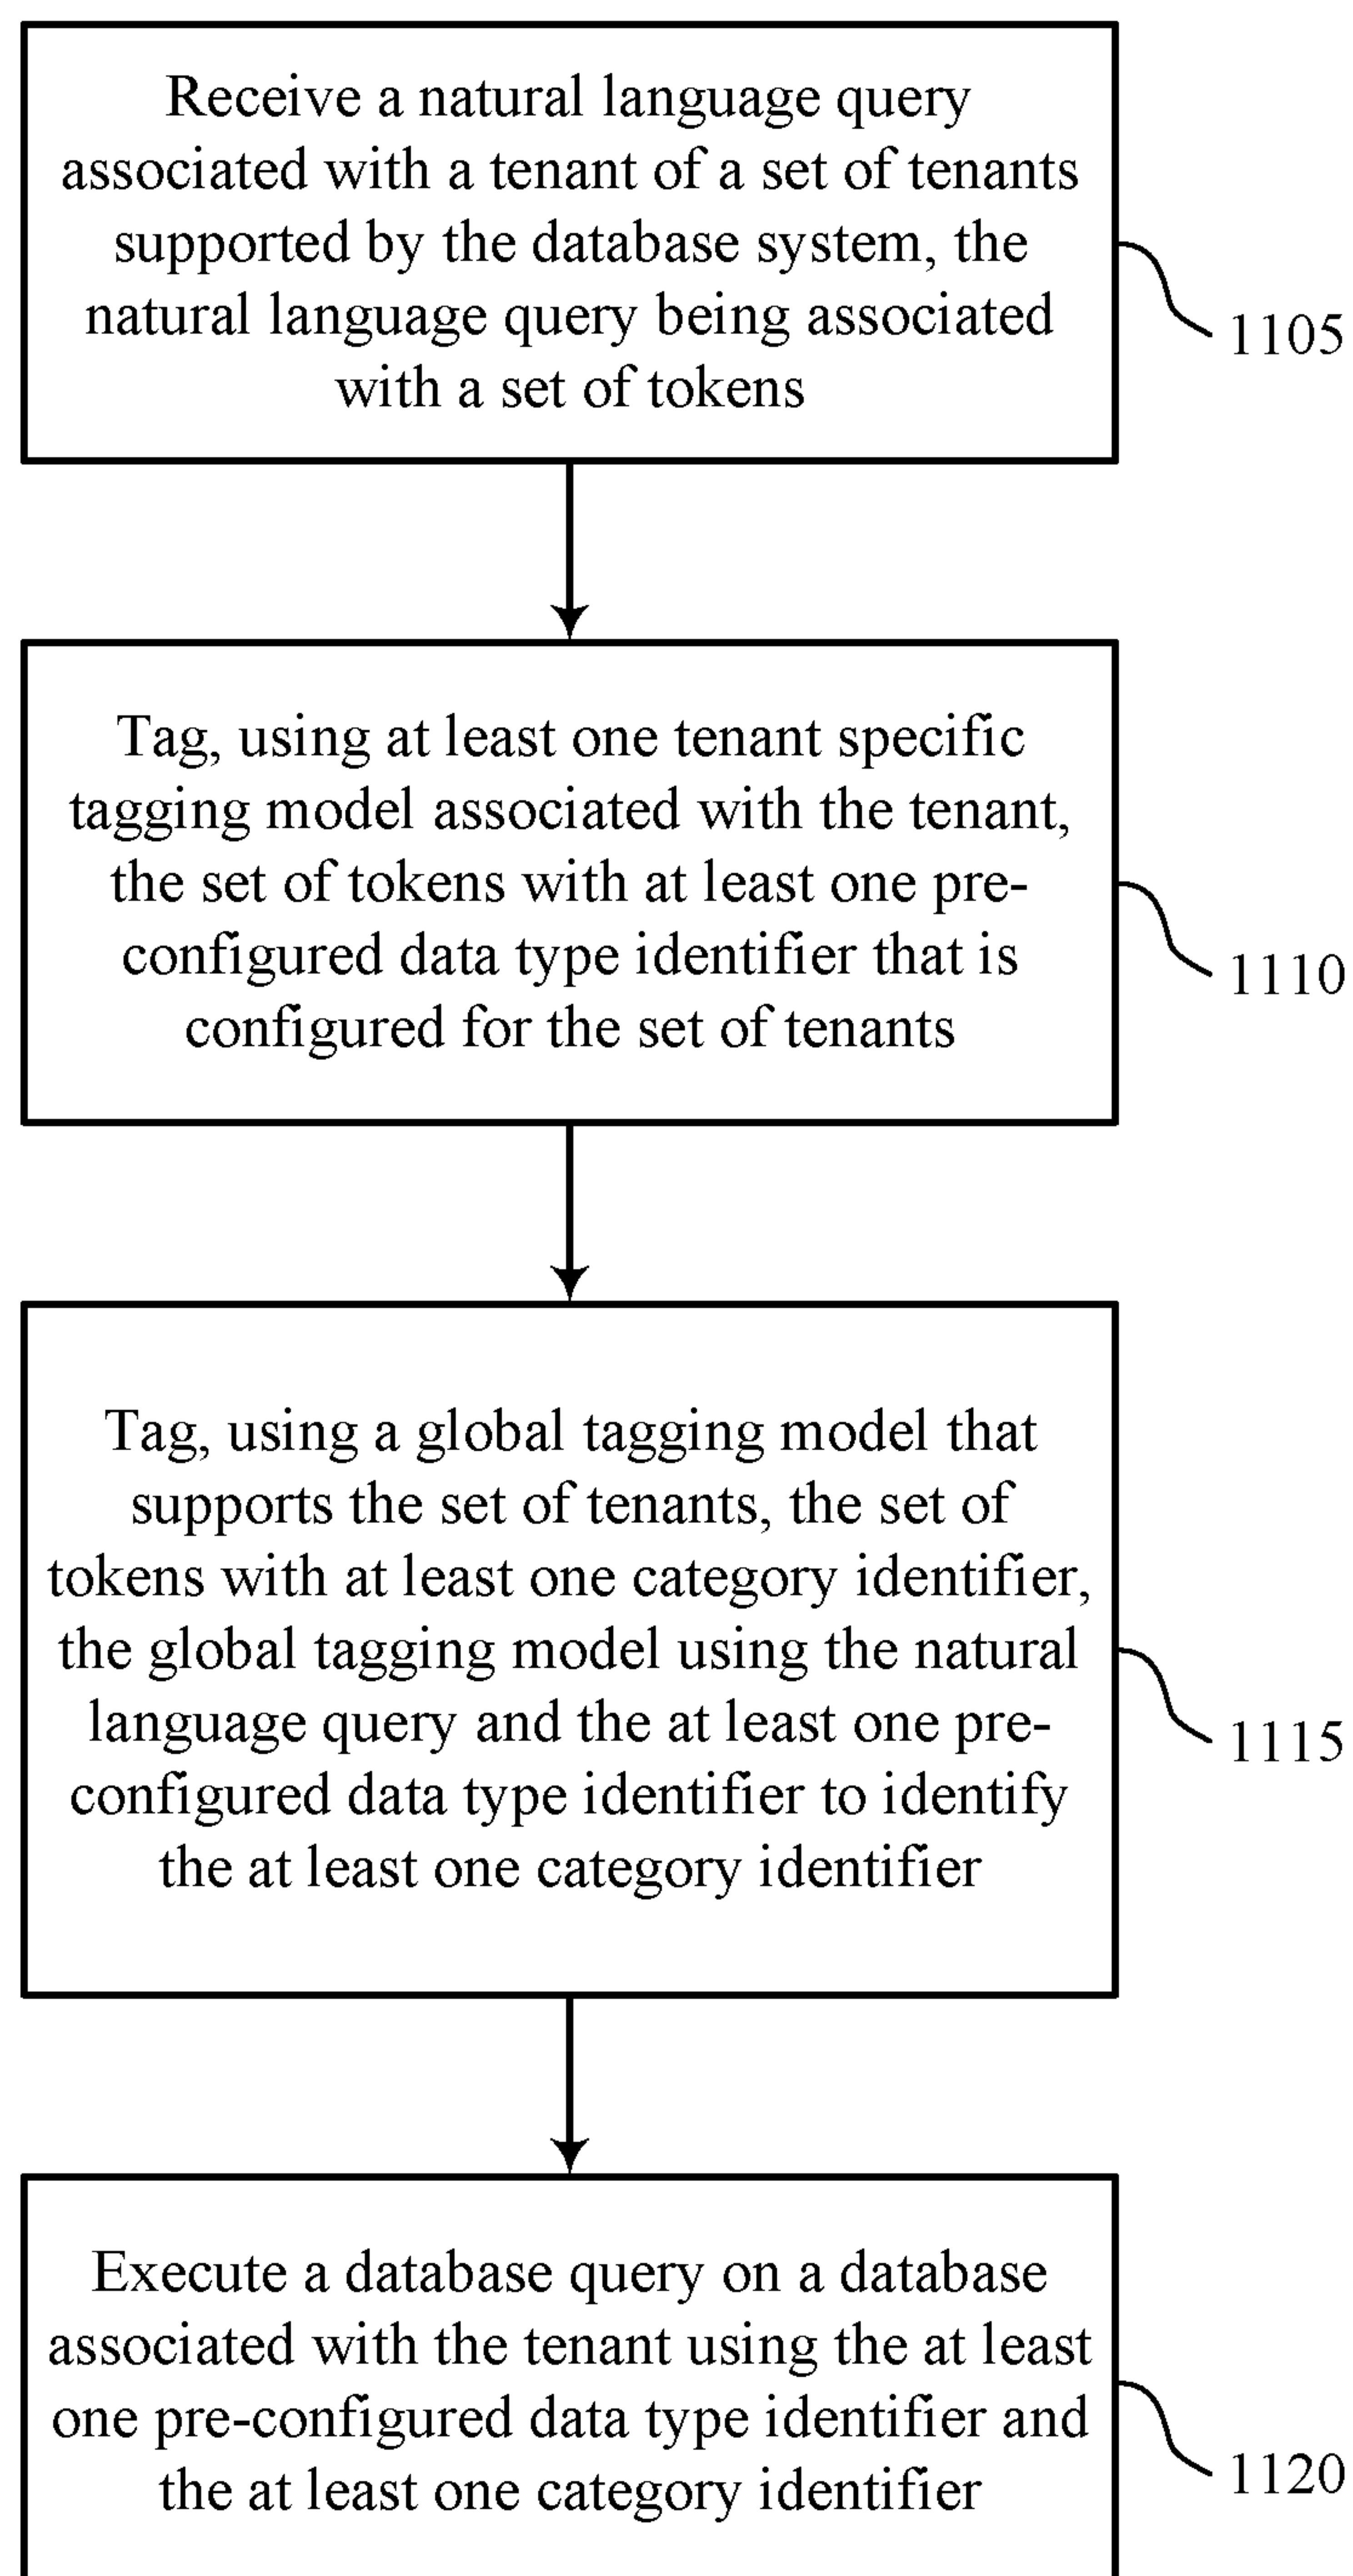 Receive a natural language query
associated with a tenant of a set of tenants
supported by the database system, the
natural language query being associated
with a set of tokens
1105
Tag, using at least one tenant specific
tagging model associated with the tenant,
the set of tokens with at least one pre-
configured data type identifier that is
configured for the set of tenants
1110
Tag, using a global tagging model that
supports the set of tenants, the set of
tokens with at least one category identifier,
the global tagging model using the natural
language query and the at least one pre-
configured data type identifier to identify
the at least one category identifier
1115
Execute a database query on a database
associated with the tenant using the at least
one pre-configured data type identifier and
the at least one category identifier
1120